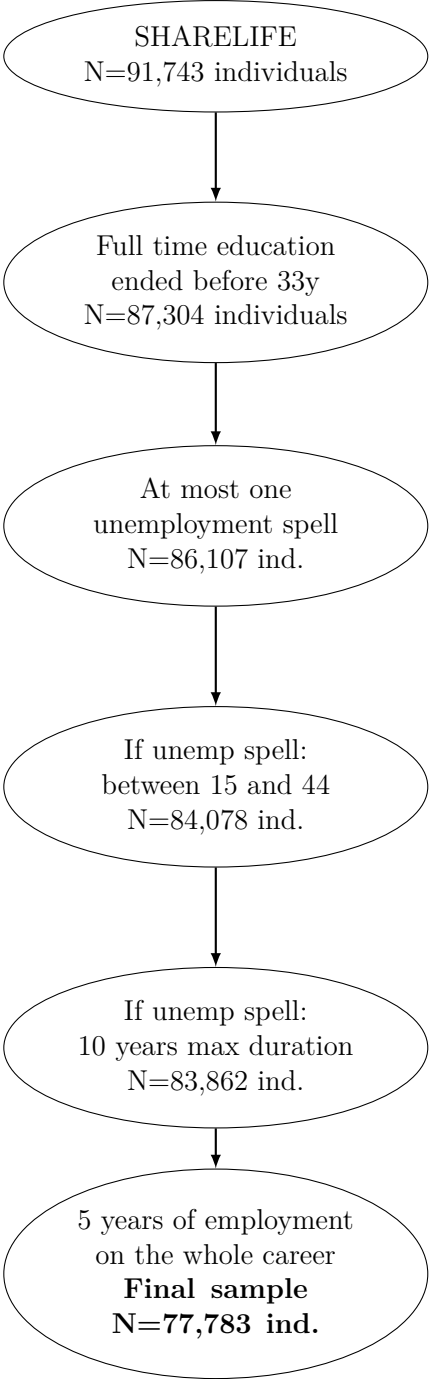 SHARELIFE
N=91,743 individuals
Full time education
ended before 33y
N=87,304 individuals
At most one
unemployment spell
N=86,107 ind.
If unemp spell:
between 15 and 44
N=84,078 ind.
If unemp spell:
10 years max duration
N=83,862 ind.
5 years of employment
on the whole career
Final sample
N=77,783 ind.